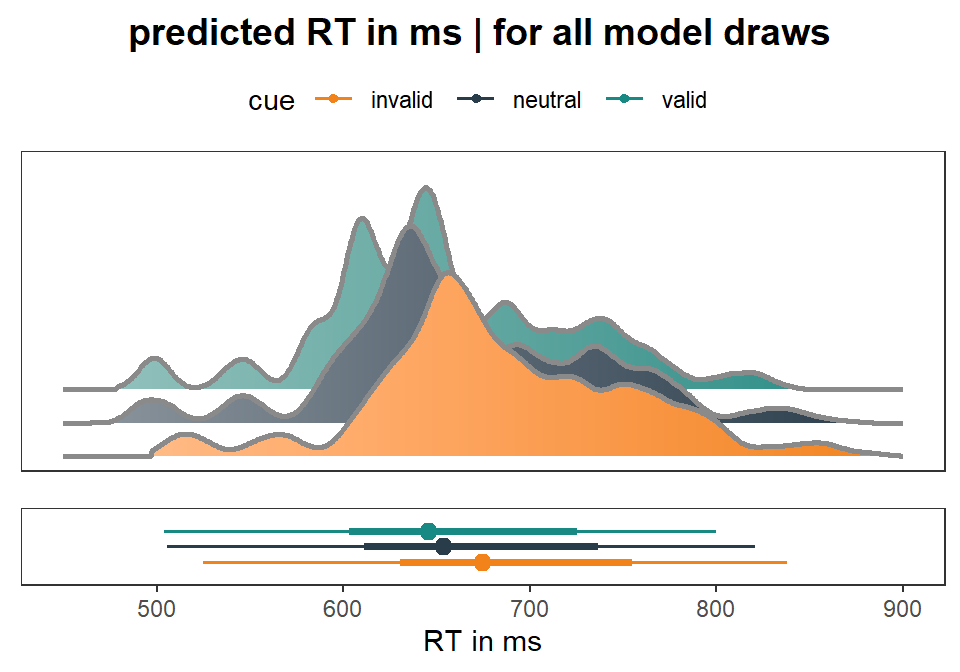 predicted RT in ms | for all model draws
cue invalid neutral valid
500 600 700 800 900
RT in ms